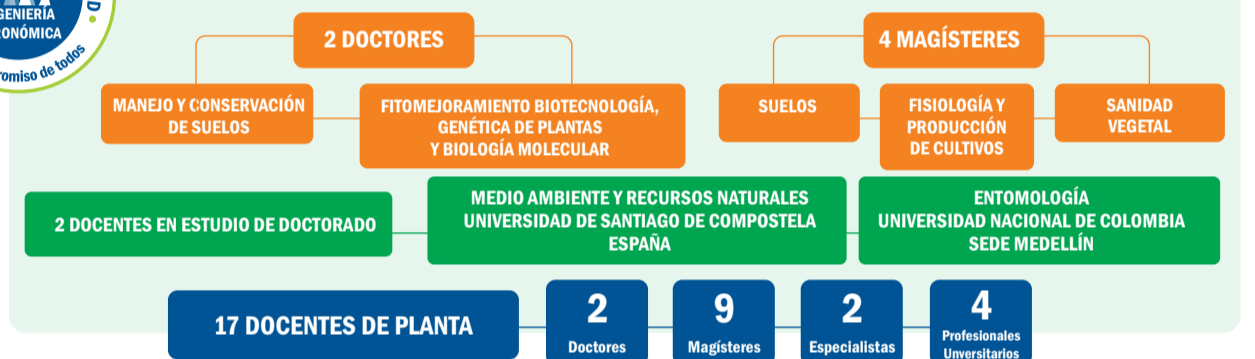 GENIERÍA
RONÓMICA
omiso de todos
D
2 DOCTORES
4 MAGÍSTERES
MANEJO Y CONSERVACIÓN
DE SUELOS
FITOMEJORAMIENTO BIOTECNOLOGÍA,
GENÉTICA DE PLANTAS
Y BIOLOGÍA MOLECULAR
SUELOS
FISIOLOGÍA Y
PRODUCCIÓN
DE CULTIVOS
SANIDAD
VEGETAL
2 DOCENTES EN ESTUDIO DE DOCTORADO
MEDIO AMBIENTE Y RECURSOS NATURALES
UNIVERSIDAD DE SANTIAGO DE COMPOSTELA
ESPAÑA
ENTOMOLOGÍA
UNIVERSIDAD NACIONAL DE COLOMBIA
SEDE MEDELLÍN
17 DOCENTES DE PLANTA
2
Doctores
9
Magísteres
2
Especialistas
4
Profesionales
Unversitarios